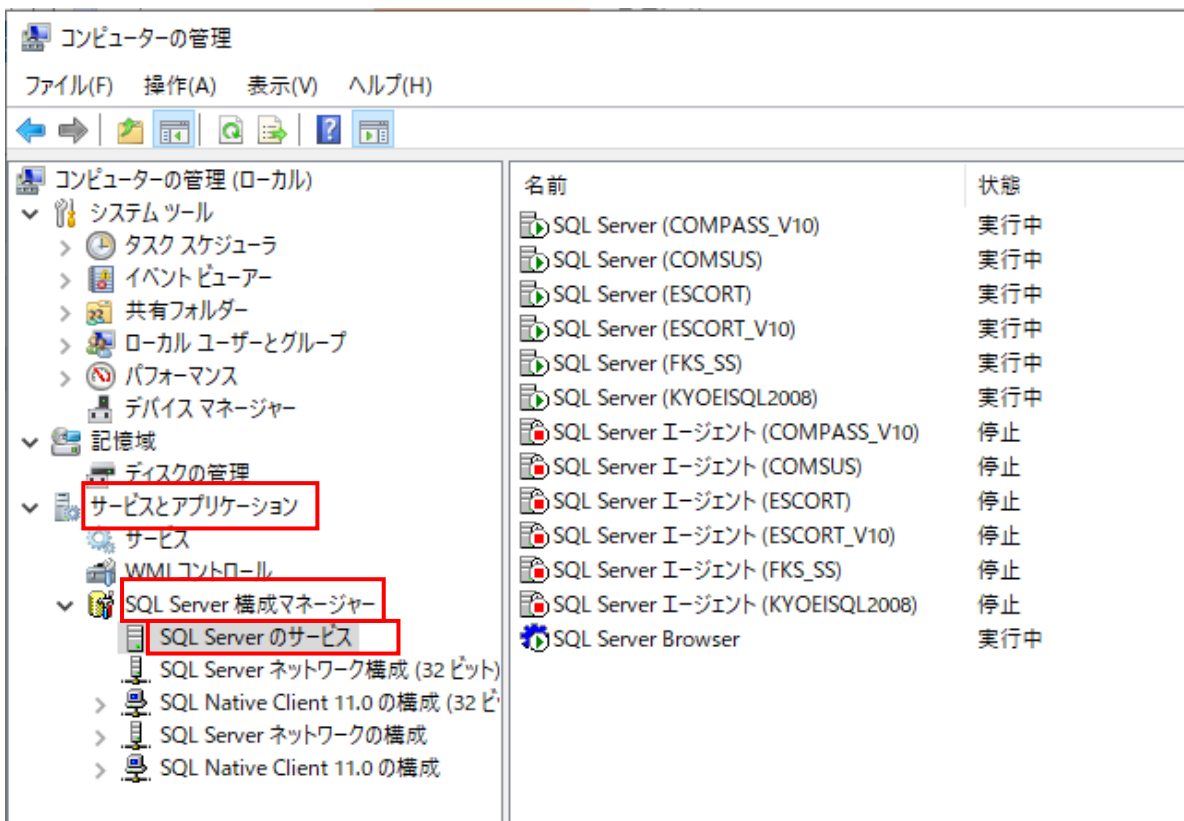 コンピューターの管理
ファイル(F) 操作(A) 表示(V) ヘルプ(H)
コンピューターの管理 (ローカル)
システム ツール
タスク スケジューラ
イベント ビューアー
共有フォルダー
ローカル ユーザーとグループ
パフォーマンス
デバイス マネージャー
記憶域
ディスクの管理
サービスとアプリケーション
サービス
WMI コントロール
SQL Server 構成マネージャー
SQL Server のサービス
SQL Server ネットワーク構成 (32 ビット)
SQL Native Client 11.0 の構成 (32 ビ
SQL Server ネットワークの構成
SQL Native Client 11.0 の構成
名前 状態
SQL Server (COMPASS_V10) 実行中
SQL Server (COMSUS) 実行中
SQL Server (ESCORT) 実行中
SQL Server (ESCORT_V10) 実行中
SQL Server (FKS_SS) 実行中
SQL Server (KYOEISQL2008) 実行中
SQL Server エージェント (COMPASS_V10) 停止
SQL Server エージェント (COMSUS) 停止
SQL Server エージェント (ESCORT) 停止
SQL Server エージェント (ESCORT_V10) 停止
SQL Server エージェント (FKS_SS) 停止
SQL Server エージェント (KYOEISQL2008) 停止
SQL Server Browser 実行中